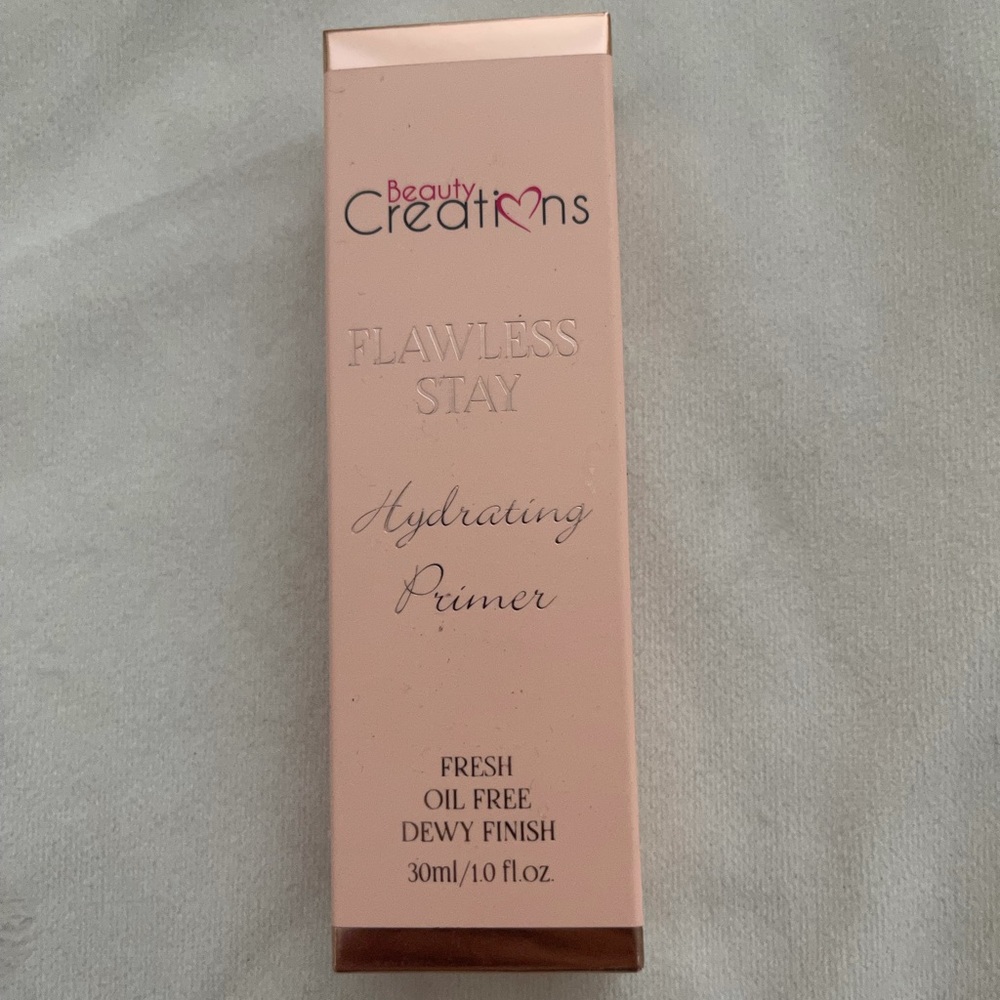 Beauty
Creations
FLAWLESS
STAY
Hydrating
Primer
FRESH
OIL FREE
DEWY FINISH
30ml/1.0 fl.oz.